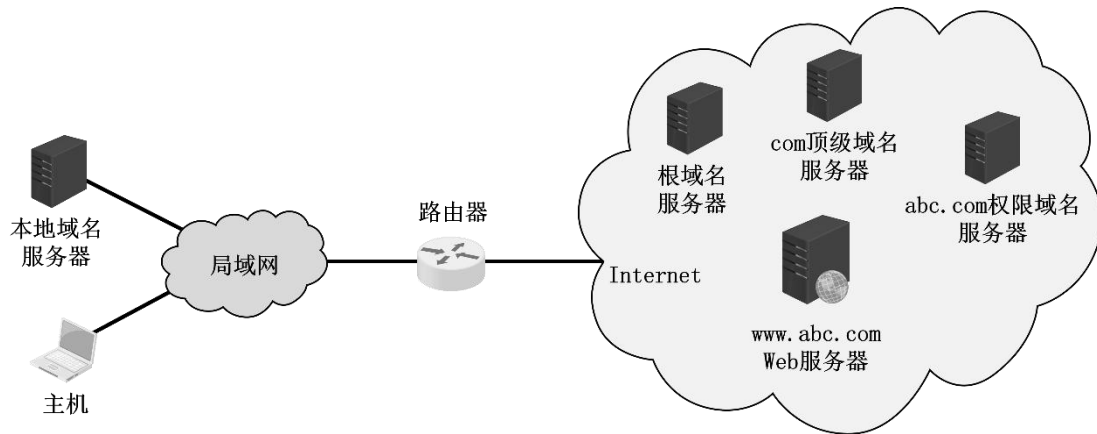 本地域名
服务器
主机
局域网
路由器
Internet
根域名
服务器
com顶级域名
服务器
abc.com权限域名
服务器
www.abc.com
Web服务器